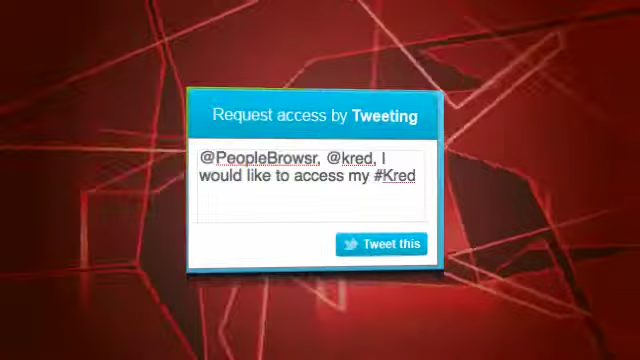 Request access by Tweeting
@PeopleBrowsr, @kred, I
would like to access my #Kred
Tweet this